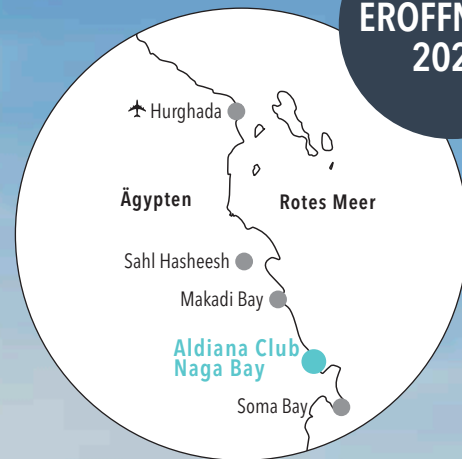 Hurghada
Ägypten
Rotes Meer
Sahl Hasheesh
Makadi Bay
Aldiana Club
Naga Bay
Soma Bay